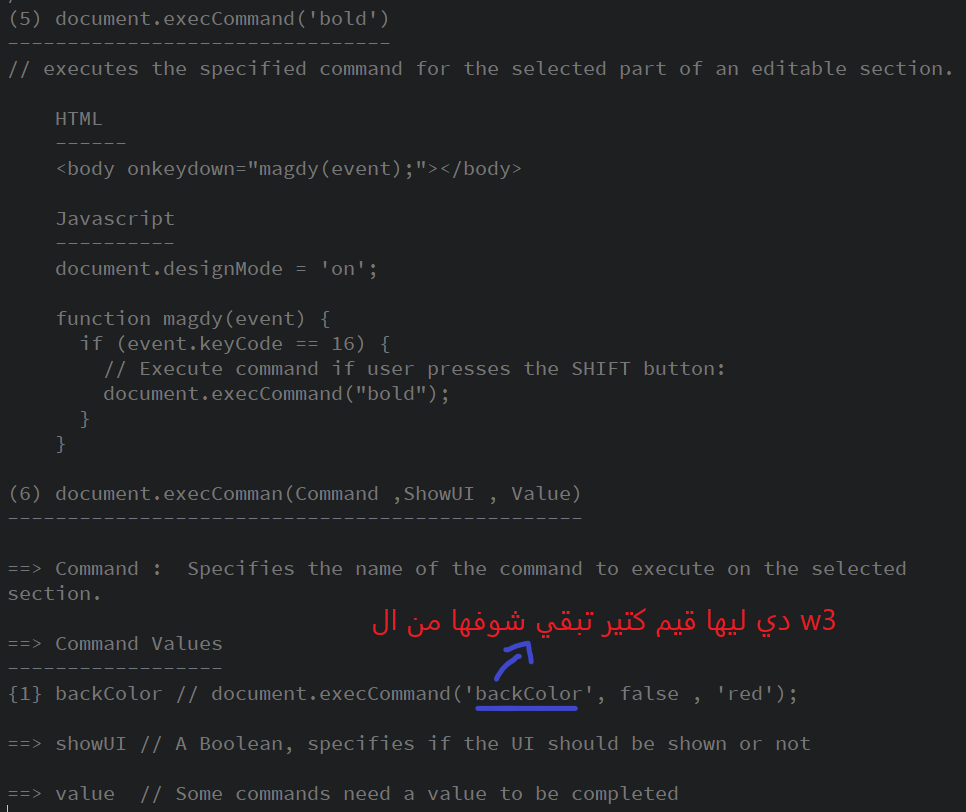 (5) document.execCommand('bold')
--------------------------------
// executes the specified command for the selected part of an editable section.
HTML
------
<body onkeydown="magdy(event);"></body>
Javascript
----------
document.designMode = 'on';
function magdy(event) {
if (event.keyCode == 16) {
// Execute command if user presses the SHIFT button:
document.execCommand("bold");
}
}
(6) document.execComman(Command ,ShowUI , Value)
------------------------------------------------
==> Command :  Specifies the name of the command to execute on the selected
section.
دي ليها قيم كتير تبقي شوفها من ال w3
==> Command Values
------------------
{1} backColor // document.execCommand('backColor', false , 'red');
==> showUI // A Boolean, specifies if the UI should be shown or not
==> value  // Some commands need a value to be completed